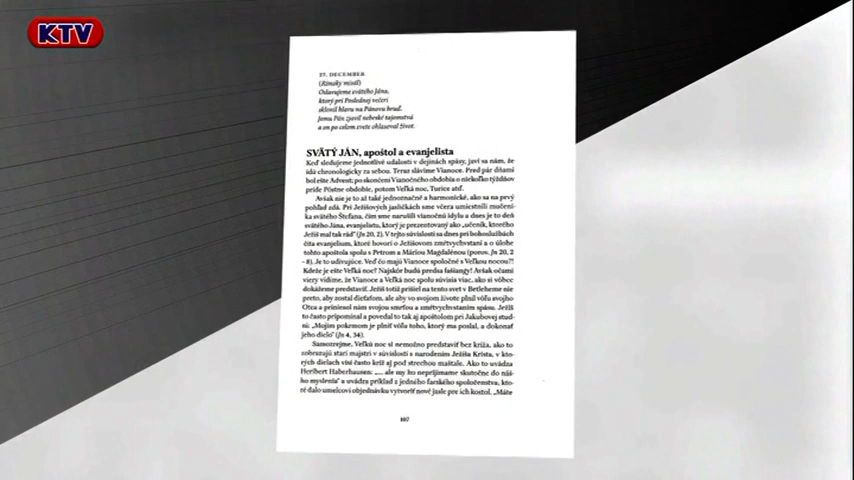 KTV
27. DECEMBER
(Rímsky misál)
Oslavujeme svätého Jána,
ktorý pri Poslednej večeri
sklonil hlavu na Pánovu hruď.
Jemu Pán zjavil nebeské tajomstvá
a on po celom svete ohlasoval život.
SVÄTÝ JÁN, apoštol a evanjelista
Keď sledujeme jednotlivé udalosti v dejinách spásy, javí sa nám, že
idú chronologicky za sebou. Teraz slávime Vianoce. Pred pár dňami
bol ešte Advent; po skončení Vianočného obdobia o niekoľko týždňov
príde Pôstne obdobie, potom Veľká noc, Turíce atď.
Avšak nie je to až také jednoznačné a harmonické, ako sa na prvý
pohľad zdá. Pri Ježišových jasličkách sme včera umiestnili mučení-
ka svätého Štefana, čím sme narušili vianočnú idylu a dnes je to deň
svätého Jána, evanjelistu, ktorý je prezentovaný ako „učeník, ktorého
Ježiš mal tak rád“ (Jn 20, 2). V tejto súvislosti sa dnes pri bohoslužbách
číta evanjelium, ktoré hovorí o Ježišovom zmŕtvychvstaní a o úlohe
tohto apoštola spolu s Petrom a Máriou Magdalénou (porov. Jn 20, 2
– 8). Je to udivujúce. Veď čo majú Vianoce spoločné s Veľkou nocou?!
Kdeže je ešte Veľká noc? Najskôr budú predsa fašiangy! Avšak očami
viery vidíme, že Vianoce a Veľká noc spolu súvisia viac, ako si vôbec
dokážeme predstaviť. Ježiš totiž prišiel na tento svet v Betleheme nie
preto, aby zostal dieťaťom, ale aby vo svojom živote plnil vôľu svojho
Otca a priniesol nám svojou smrťou a zmŕtvychvstaním spásu. Ježiš
to často pripomínal a povedal to tak aj apoštolom pri Jakubovej stud-
ni: „Mojím pokrmom je plniť vôľu toho, ktorý ma poslal, a dokonať
jeho dielo“ (Jn 4, 34).
Samozrejme, Veľkú noc si nemožno predstaviť bez kríža, ako to
zobrazujú starí majstri v súvislosti s narodením Ježiša Krista, v kto-
rých dielach visí často kríž aj pod strechou maštale. Ako to uvádza
Heribert Haberhausen: „... ale my ho neprijímame skutočne do náš-
ho myslenia“ a uvádza príklad z jedného farského spoločenstva, kto-
ré dalo umelcovi objednávku vytvoriť nové jasle pre ich kostol. „Máte
107